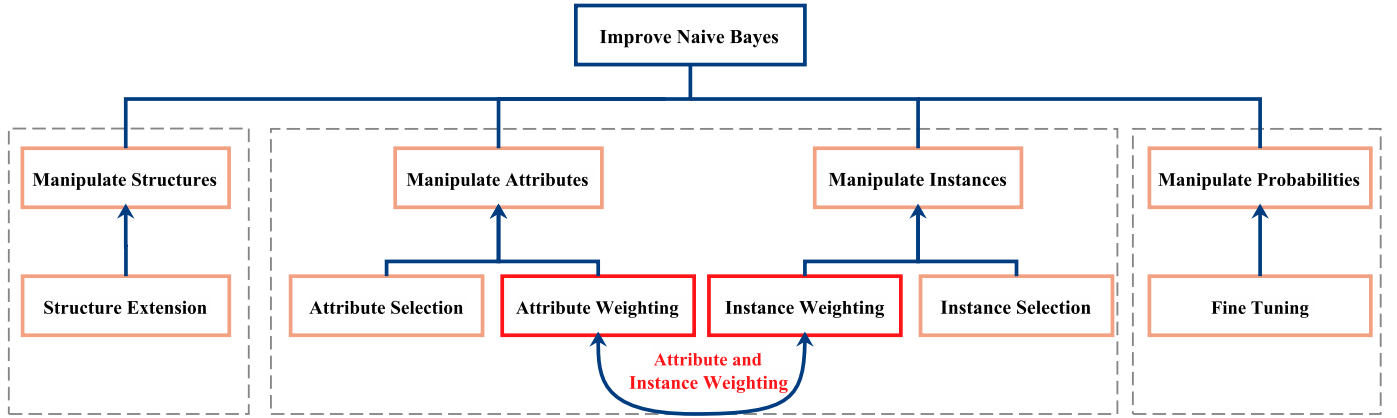 Improve Naive Bayes
Manipulate Structures
Manipulate Attributes
Manipulate Instances
Manipulate Probabilities
Structure Extension
Attribute Selection
Attribute Weighting
Instance Weighting
Instance Selection
Fine Tuning
Attribute and
Instance Weighting